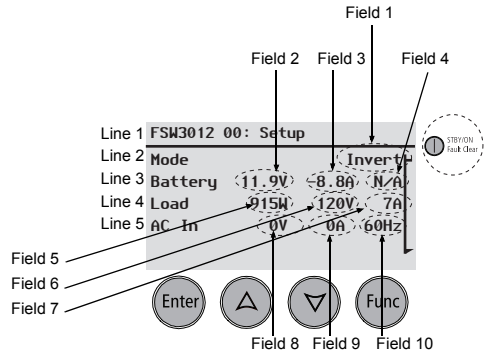 Field 1
Field 2 Field 3 Field 4
Line 1 FSW3012 00: Setup
STBY/ON
Fault Clear
Line 2 Mode Invert
Line 3 Battery 11.9V -8.8A N/A
Line 4 Load 915W 120V 7A
Line 5 AC In 0V 0A 60Hz
Field 5
Field 6
Field 7
Enter Func
Field 8 Field 9 Field 10